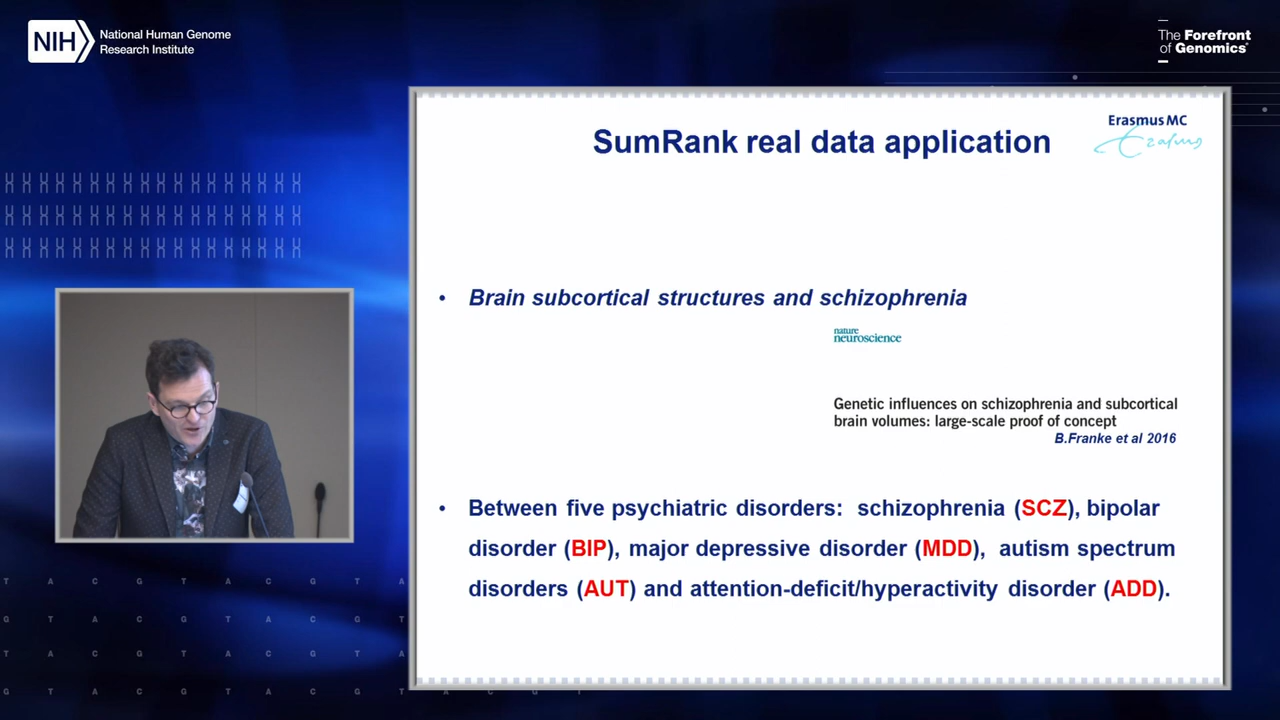 NIH
National Human Genome
Research Institute
The Forefront
of Genomics®
Erasmus MC
Erasmus
SumRank real data application
• Brain subcortical structures and schizophrenia
nature
neuroscience
Genetic influences on schizophrenia and subcortical
brain volumes: large-scale proof of concept
B.Franke et al 2016
• Between five psychiatric disorders: schizophrenia (SCZ), bipolar
disorder (BIP), major depressive disorder (MDD), autism spectrum
disorders (AUT) and attention-deficit/hyperactivity disorder (ADD).
T A C G T A C G T A
G T A C G T A C G T
T A C G T A C G T A
G T A C G T A C G T A C G T